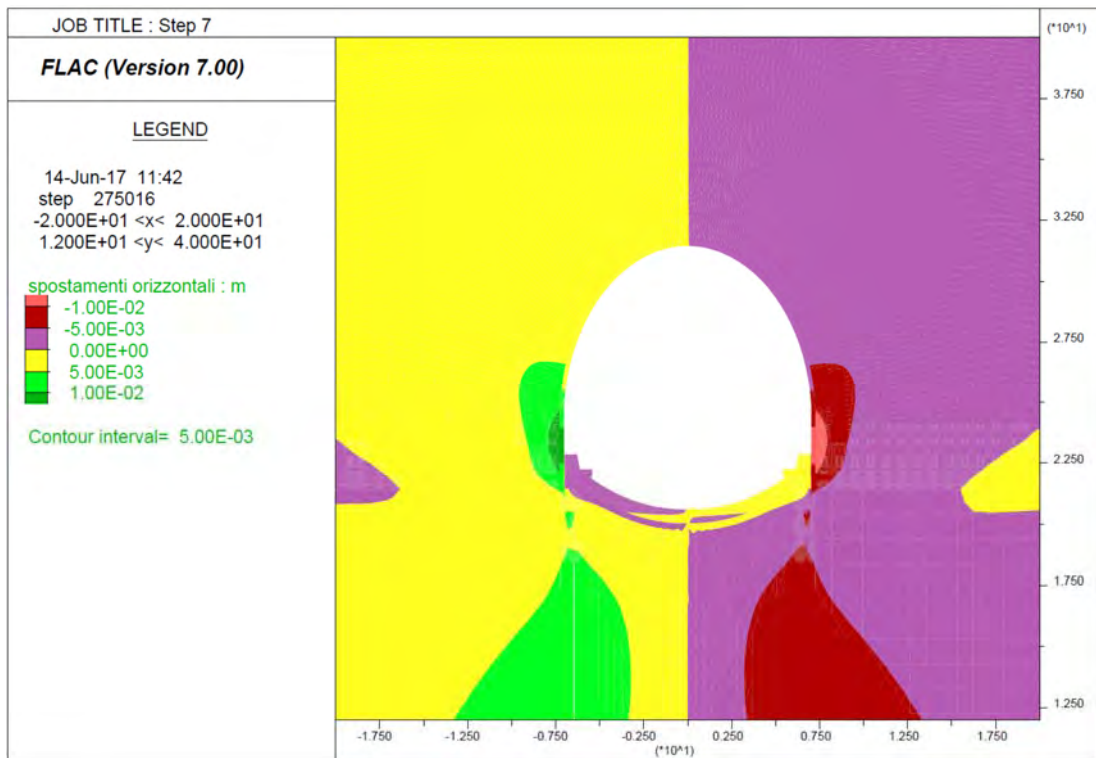 JOB TITLE : Step 7
FLAC (Version 7.00)
LEGEND
14-Jun-17 11:42
step 275016
-2.000E+01 <x< 2.000E+01
1.200E+01 <y< 4.000E+01
spostamenti orizzontali : m
-1.00E-02
-5.00E-03
0.00E+00
5.00E-03
1.00E-02
Contour interval= 5.00E-03
(*10^1)
3.750
3.250
2.750
2.250
1.750
1.250
-1.750 -1.250 -0.750 -0.250 0.250 0.750 1.250 1.750
(*10^1)